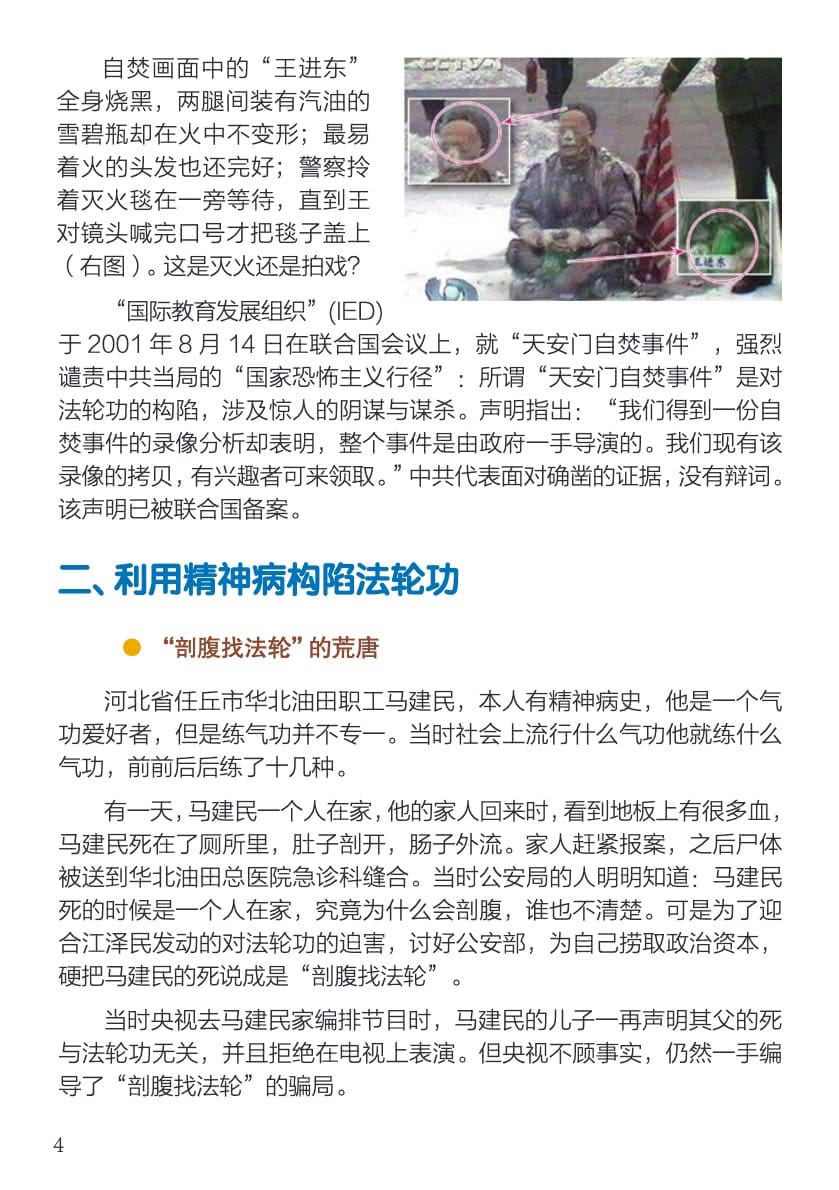 自焚画面中的“王进东”
全身烧黑，两腿间装有汽油的
雪碧瓶却在火中不变形；最易
着火的头发也还完好；警察拎
着灭火毯在一旁等待，直到王
对镜头喊完口号才把毯子盖上
（右图）。这是灭火还是拍戏？
CCTV
王进东
“国际教育发展组织”(IED)
于 2001 年 8 月 14 日在联合国会议上，就“天安门自焚事件”，强烈
谴责中共当局的“国家恐怖主义行径”：所谓“天安门自焚事件”是对
法轮功的构陷，涉及惊人的阴谋与谋杀。声明指出：“我们得到一份自
焚事件的录像分析却表明，整个事件是由政府一手导演的。我们现有该
录像的拷贝，有兴趣者可来领取。”中共代表面对确凿的证据，没有辩词。
该声明已被联合国备案。
二、利用精神病构陷法轮功
● “剖腹找法轮”的荒唐
河北省任丘市华北油田职工马建民，本人有精神病史，他是一个气
功爱好者，但是练气功并不专一。当时社会上流行什么气功他就练什么
气功，前前后后练了十几种。
有一天，马建民一个人在家，他的家人回来时，看到地板上有很多血，
马建民死在了厕所里，肚子剖开，肠子外流。家人赶紧报案，之后尸体
被送到华北油田总医院急诊科缝合。当时公安局的人明明知道：马建民
死的时候是一个人在家，究竟为什么会剖腹，谁也不清楚。可是为了迎
合江泽民发动的对法轮功的迫害，讨好公安部，为自己捞取政治资本，
硬把马建民的死说成是“剖腹找法轮”。
当时央视去马建民家编排节目时，马建民的儿子一再声明其父的死
与法轮功无关，并且拒绝在电视上表演。但央视不顾事实，仍然一手编
导了“剖腹找法轮”的骗局。
4